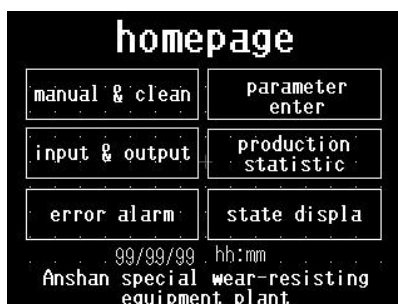 homepage
manual & clean
parameter
enter
input & output
production
statistic
error alarm
state displa
99/99/99 hh:mm
Anshan special wear-resisting
equipment plant